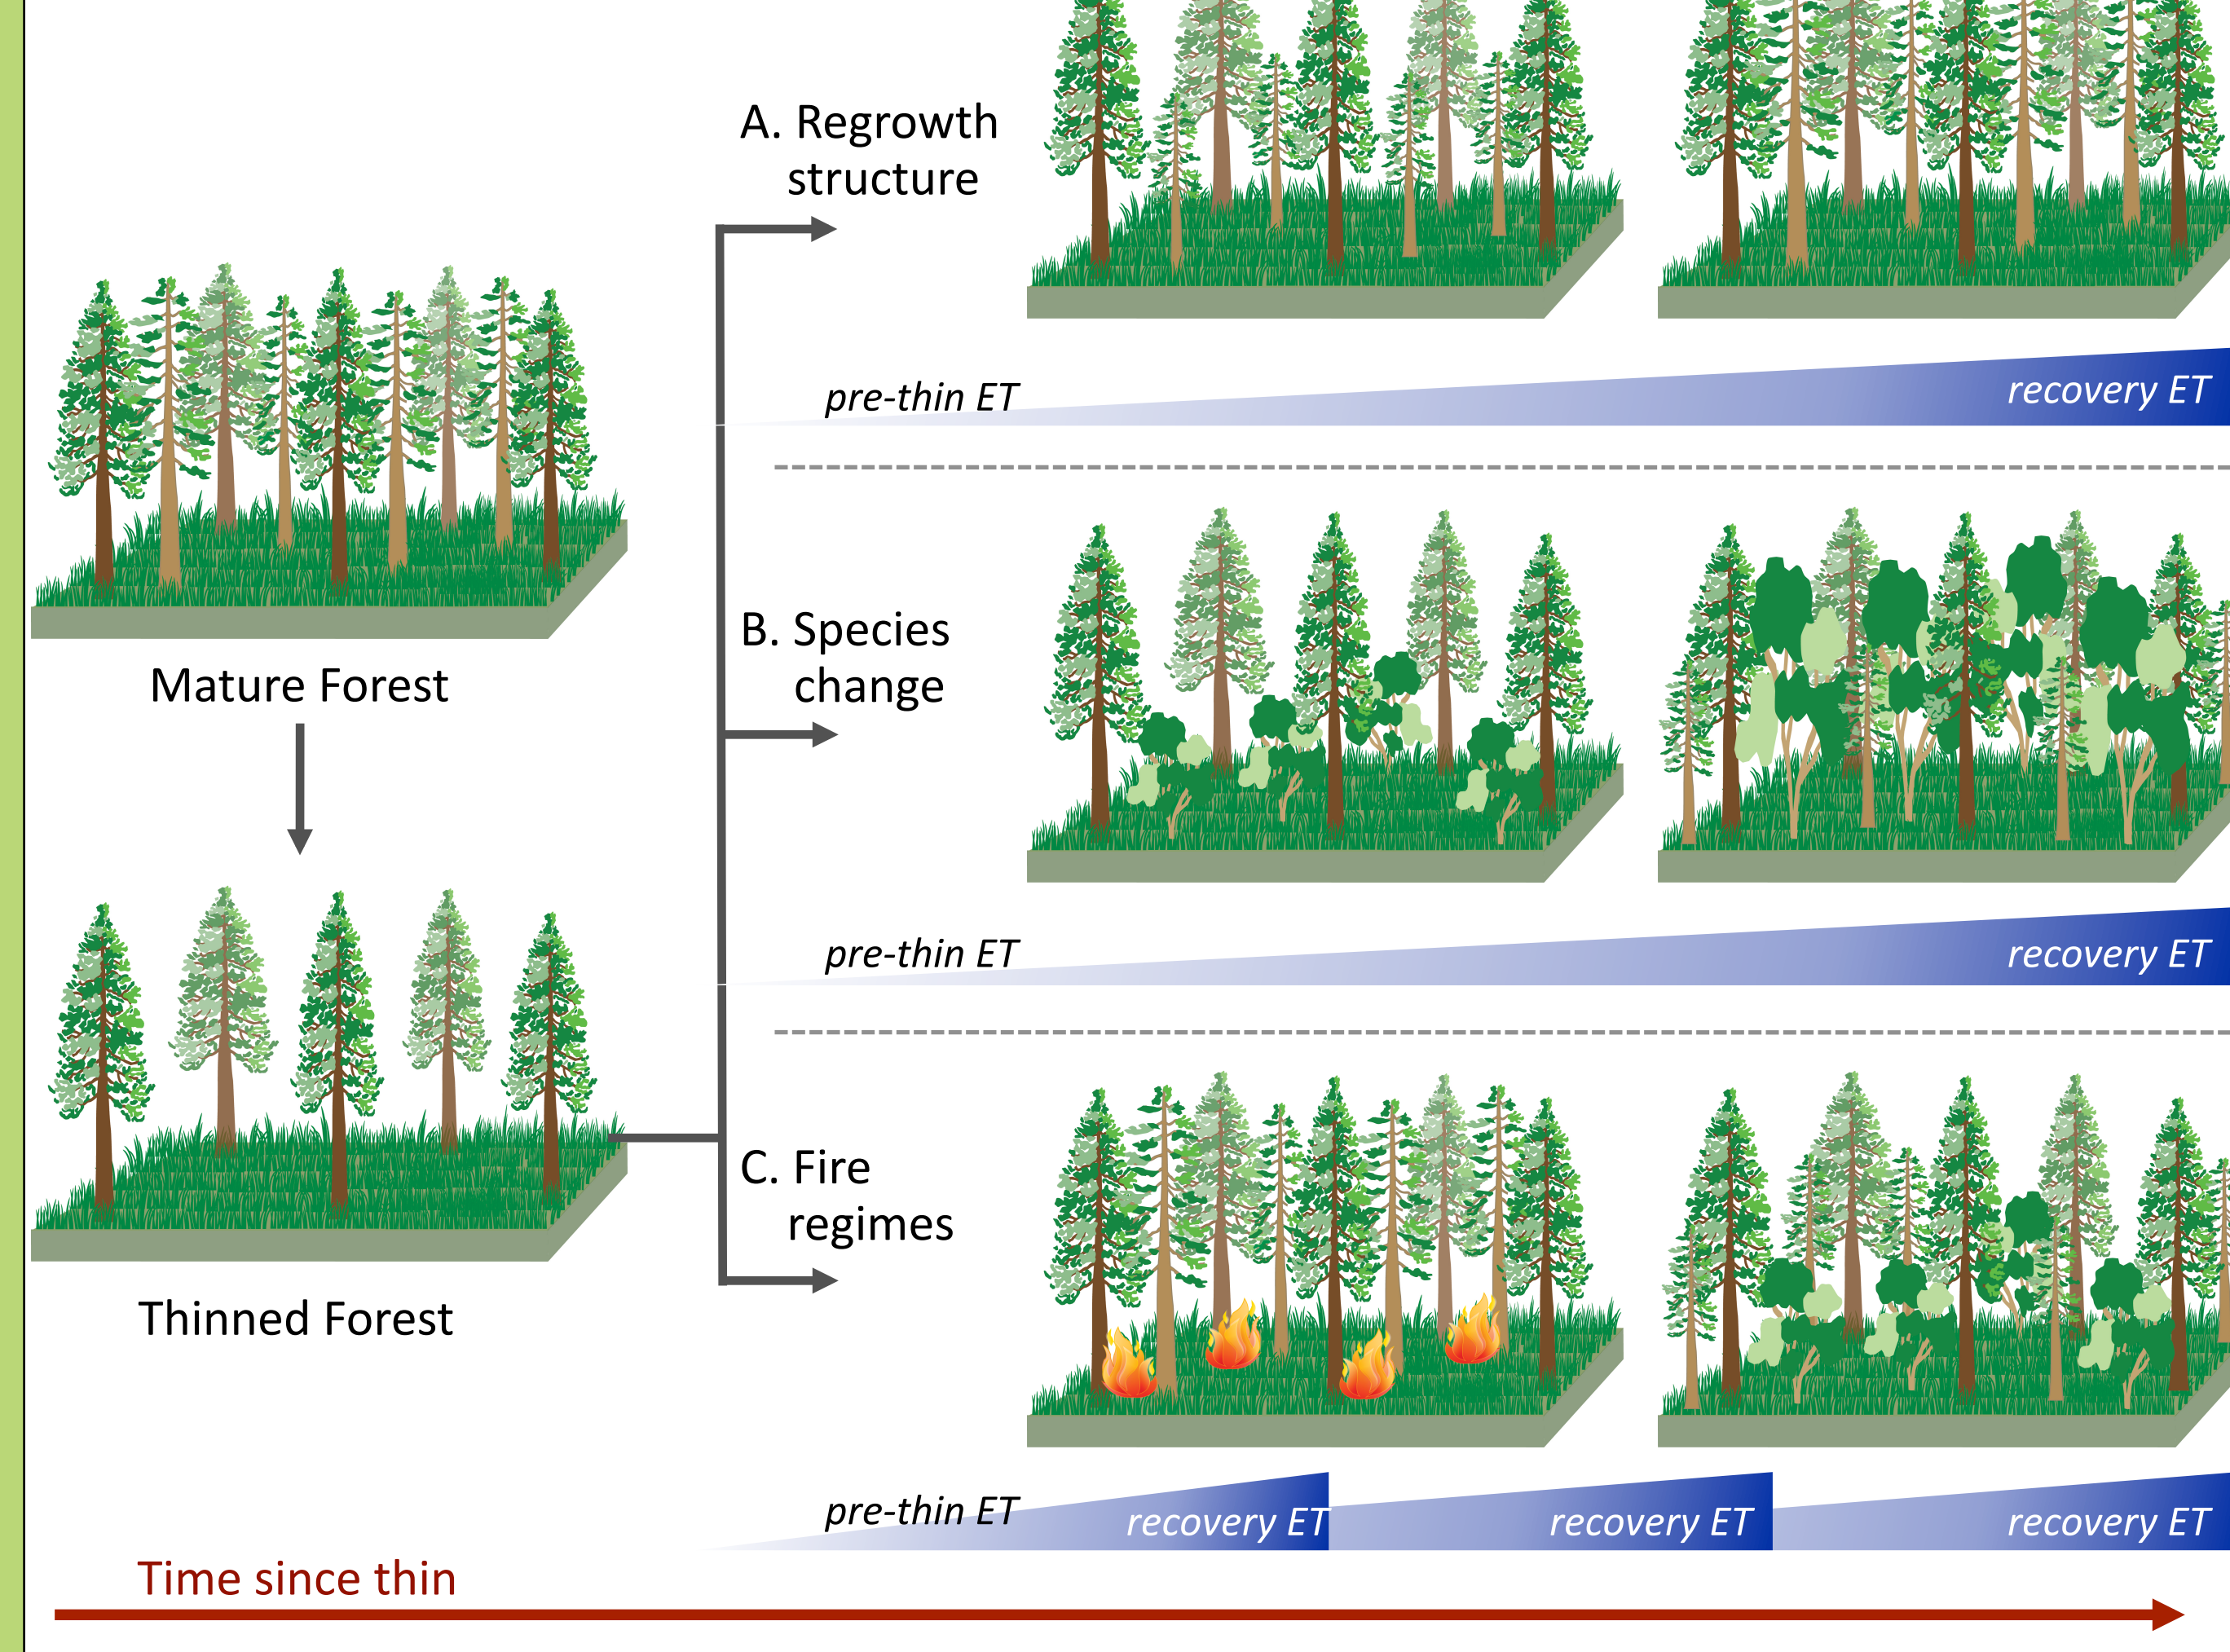 A. Regrowth
structure
pre-thin ET
recovery ET
Mature Forest
B. Species
change
pre-thin ET
recovery ET
Thinned Forest
C. Fire
regimes
pre-thin ET
recovery ET
recovery ET
recovery ET
Time since thin